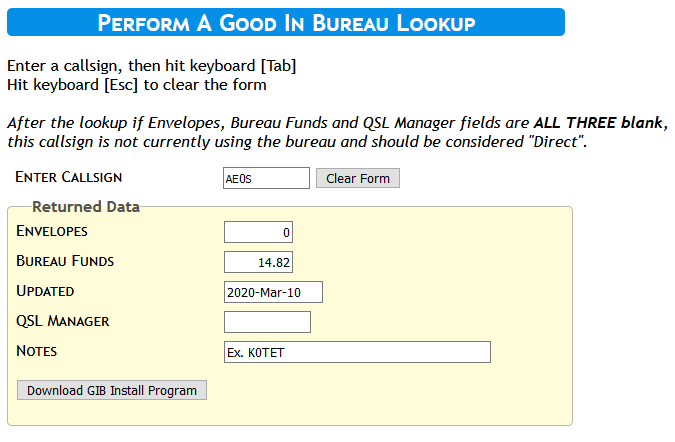 Perform A Good In Bureau Lookup
Enter a callsign, then hit keyboard [Tab]
Hit keyboard [Esc] to clear the form
After the lookup if Envelopes, Bureau Funds and QSL Manager fields are ALL THREE blank,
this callsign is not currently using the bureau and should be considered "Direct".
Enter Callsign AE0S Clear Form
Returned Data
Envelopes 0
Bureau Funds 14.82
Updated 2020-Mar-10
QSL Manager
Notes Ex. K0TET
Download GIB Install Program